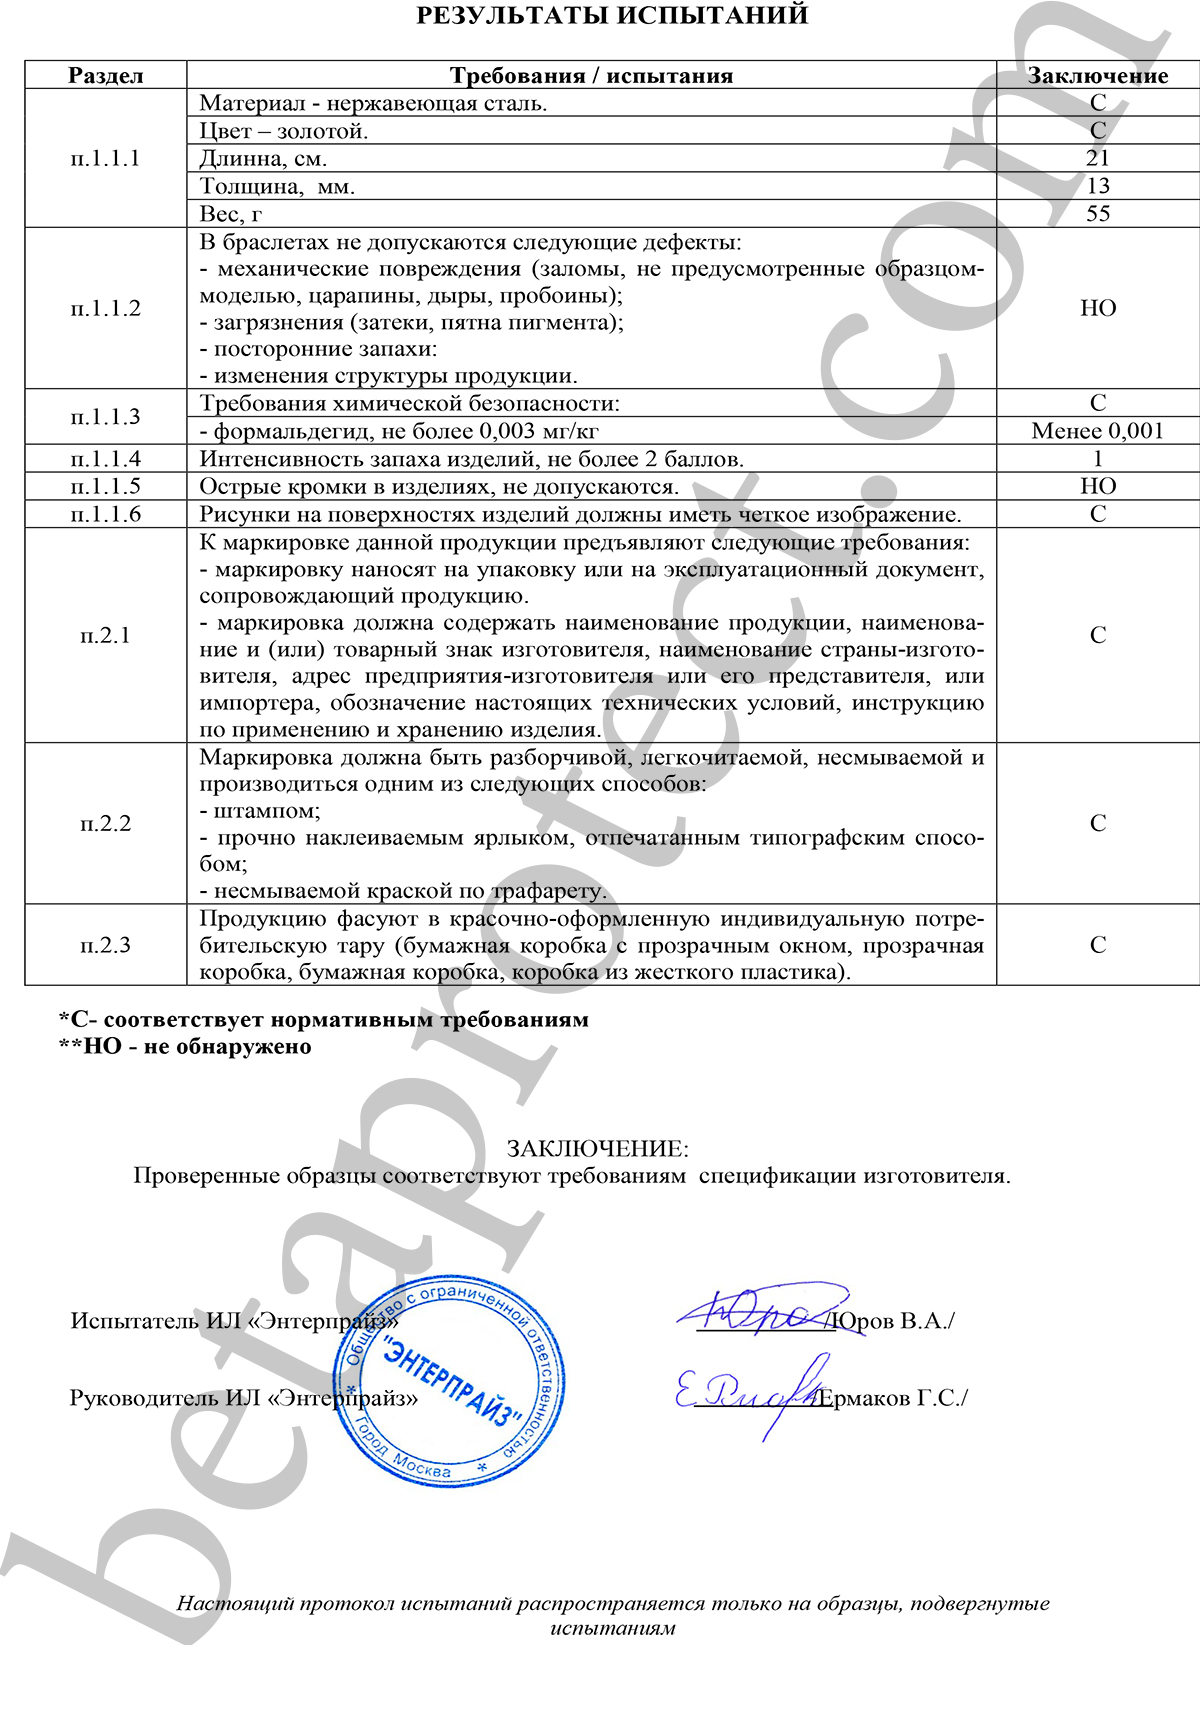 РЕЗУЛЬТАТЫ ИСПЫТАНИЙ
Раздел Требования / испытания Заключение
п.1.1.1
Материал - нержавеющая сталь. С
Цвет – золотой. С
Длинна, см. 21
Толщина, мм. 13
Вес, г 55
п.1.1.2
В браслетах не допускаются следующие дефекты:
- механические повреждения (заломы, не предусмотренные образцом-
моделью, царапины, дыры, пробоины);
- загрязнения (затеки, пятна пигмента);
- посторонние запахи:
- изменения структуры продукции.
НО
п.1.1.3
Требования химической безопасности: С
- формальдегид, не более 0,003 мг/кг Менее 0,001
п.1.1.4 Интенсивность запаха изделий, не более 2 баллов. 1
п.1.1.5 Острые кромки в изделиях, не допускаются. НО
п.1.1.6 Рисунки на поверхностях изделий должны иметь четкое изображение. С
п.2.1
К маркировке данной продукции предъявляют следующие требования:
- маркировку наносят на упаковку или на эксплуатационный документ,
сопровождающий продукцию.
- маркировка должна содержать наименование продукции, наименова-
ние и (или) товарный знак изготовителя, наименование страны-изгото-
вителя, адрес предприятия-изготовителя или его представителя, или
импортера, обозначение настоящих технических условий, инструкцию
по применению и хранению изделия.
С
п.2.2
Маркировка должна быть разборчивой, легкочитаемой, несмываемой и
производиться одним из следующих способов:
- штампом;
- прочно наклеиваемым ярлыком, отпечатанным типографским спосо-
бом;
- несмываемой краской по трафарету.
С
п.2.3
Продукцию фасуют в красочно-оформленную индивидуальную потре-
бительскую тару (бумажная коробка с прозрачным окном, прозрачная
коробка, бумажная коробка, коробка из жесткого пластика).
С
*С- соответствует нормативным требованиям
**НО - не обнаружено
ЗАКЛЮЧЕНИЕ:
Проверенные образцы соответствуют требованиям спецификации изготовителя.
Испытатель ИЛ «Энтерпрайз» /Юров В.А./
Руководитель ИЛ «Энтерпрайз» /Ермаков Г.С./
Общество с ограниченной ответственностью
"ЭНТЕРПРАЙЗ"
* Город Москва *
Настоящий протокол испытаний распространяется только на образцы, подвергнутые
испытаниям
betaprotect.com